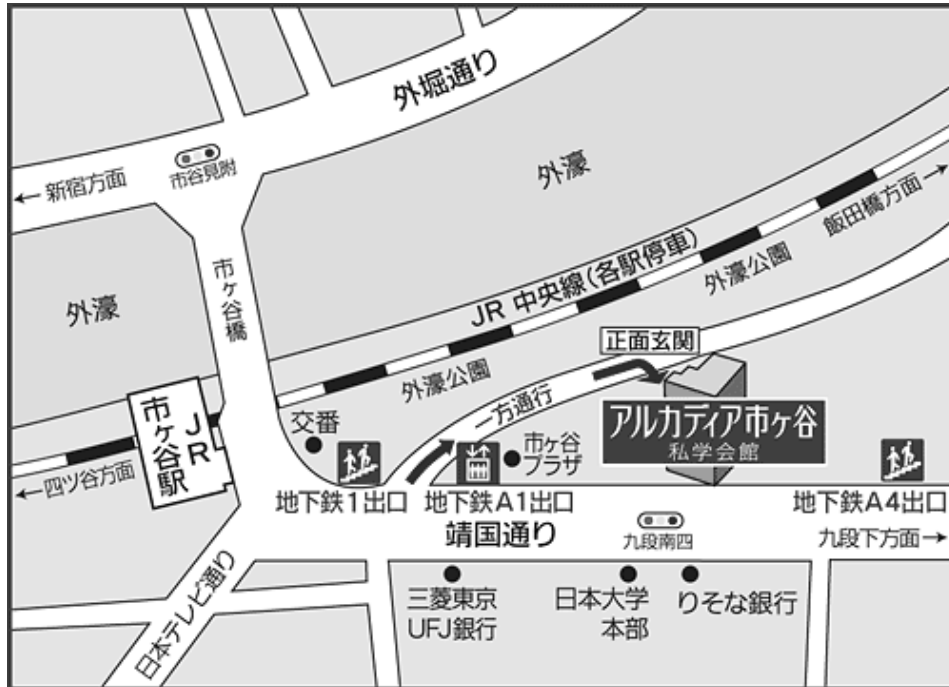 外堀通り
市谷見附
←新宿方面
外濠
飯田橋方面→
市ヶ谷橋
外濠
JR 中央線(各駅停車)
外濠公園
正面玄関
外濠公園
一方通行
アルカディア市ヶ谷
私学会館
JR
市ヶ谷駅
交番
市ヶ谷
プラザ
←四ツ谷方面
地下鉄1出口
地下鉄A1出口
地下鉄A4出口
靖国通り
九段南四
九段下方面→
日本テレビ通り
三菱東京
UFJ銀行
日本大学
本部
りそな銀行